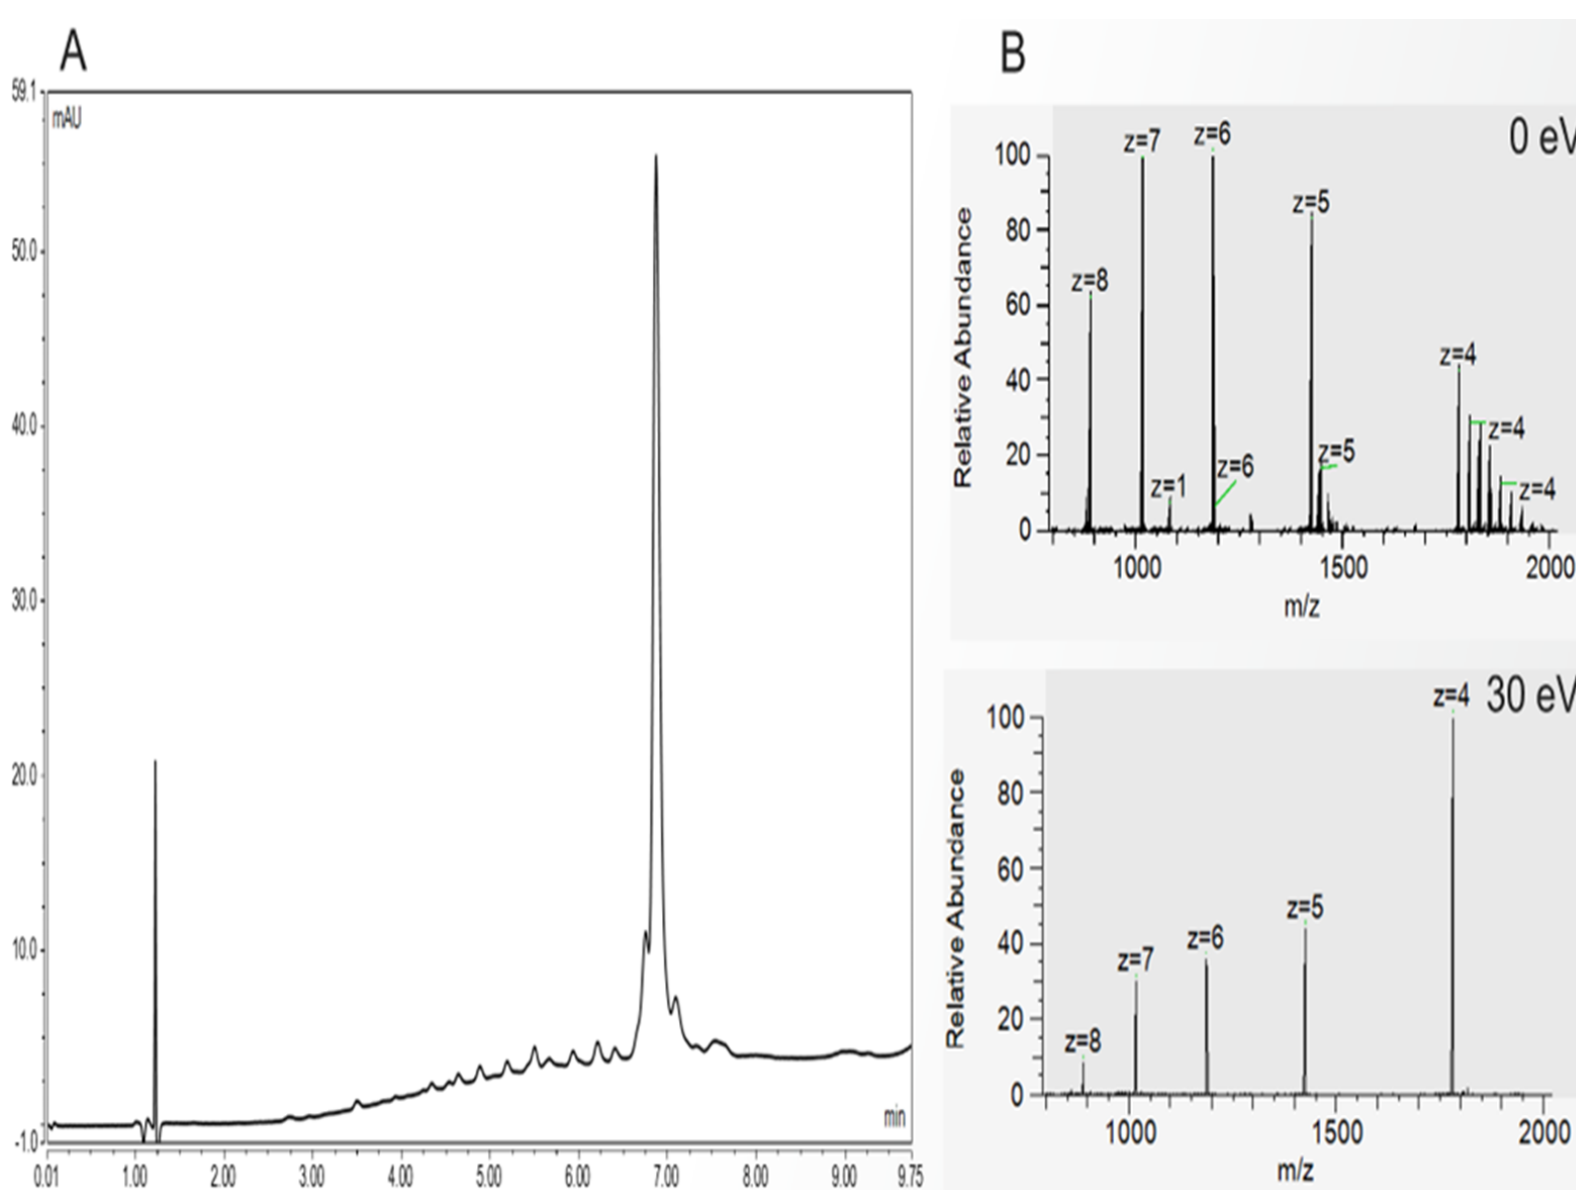 A
59.1
mAU
50.0
40.0
30.0
20.0
10.0
-1.0
min
0.01 1.00 2.00 3.00 4.00 5.00 6.00 7.00 8.00 9.00 9.75
B
0 eV
Relative Abundance
100
80
60
40
20
0
z=8
z=7
z=1
z=6
z=6
z=5
z=5
z=4
z=4
z=4
1000 1500 2000
m/z
30 eV
Relative Abundance
100
80
60
40
20
0
z=8
z=7
z=6
z=5
z=4
1000 1500 2000
m/z